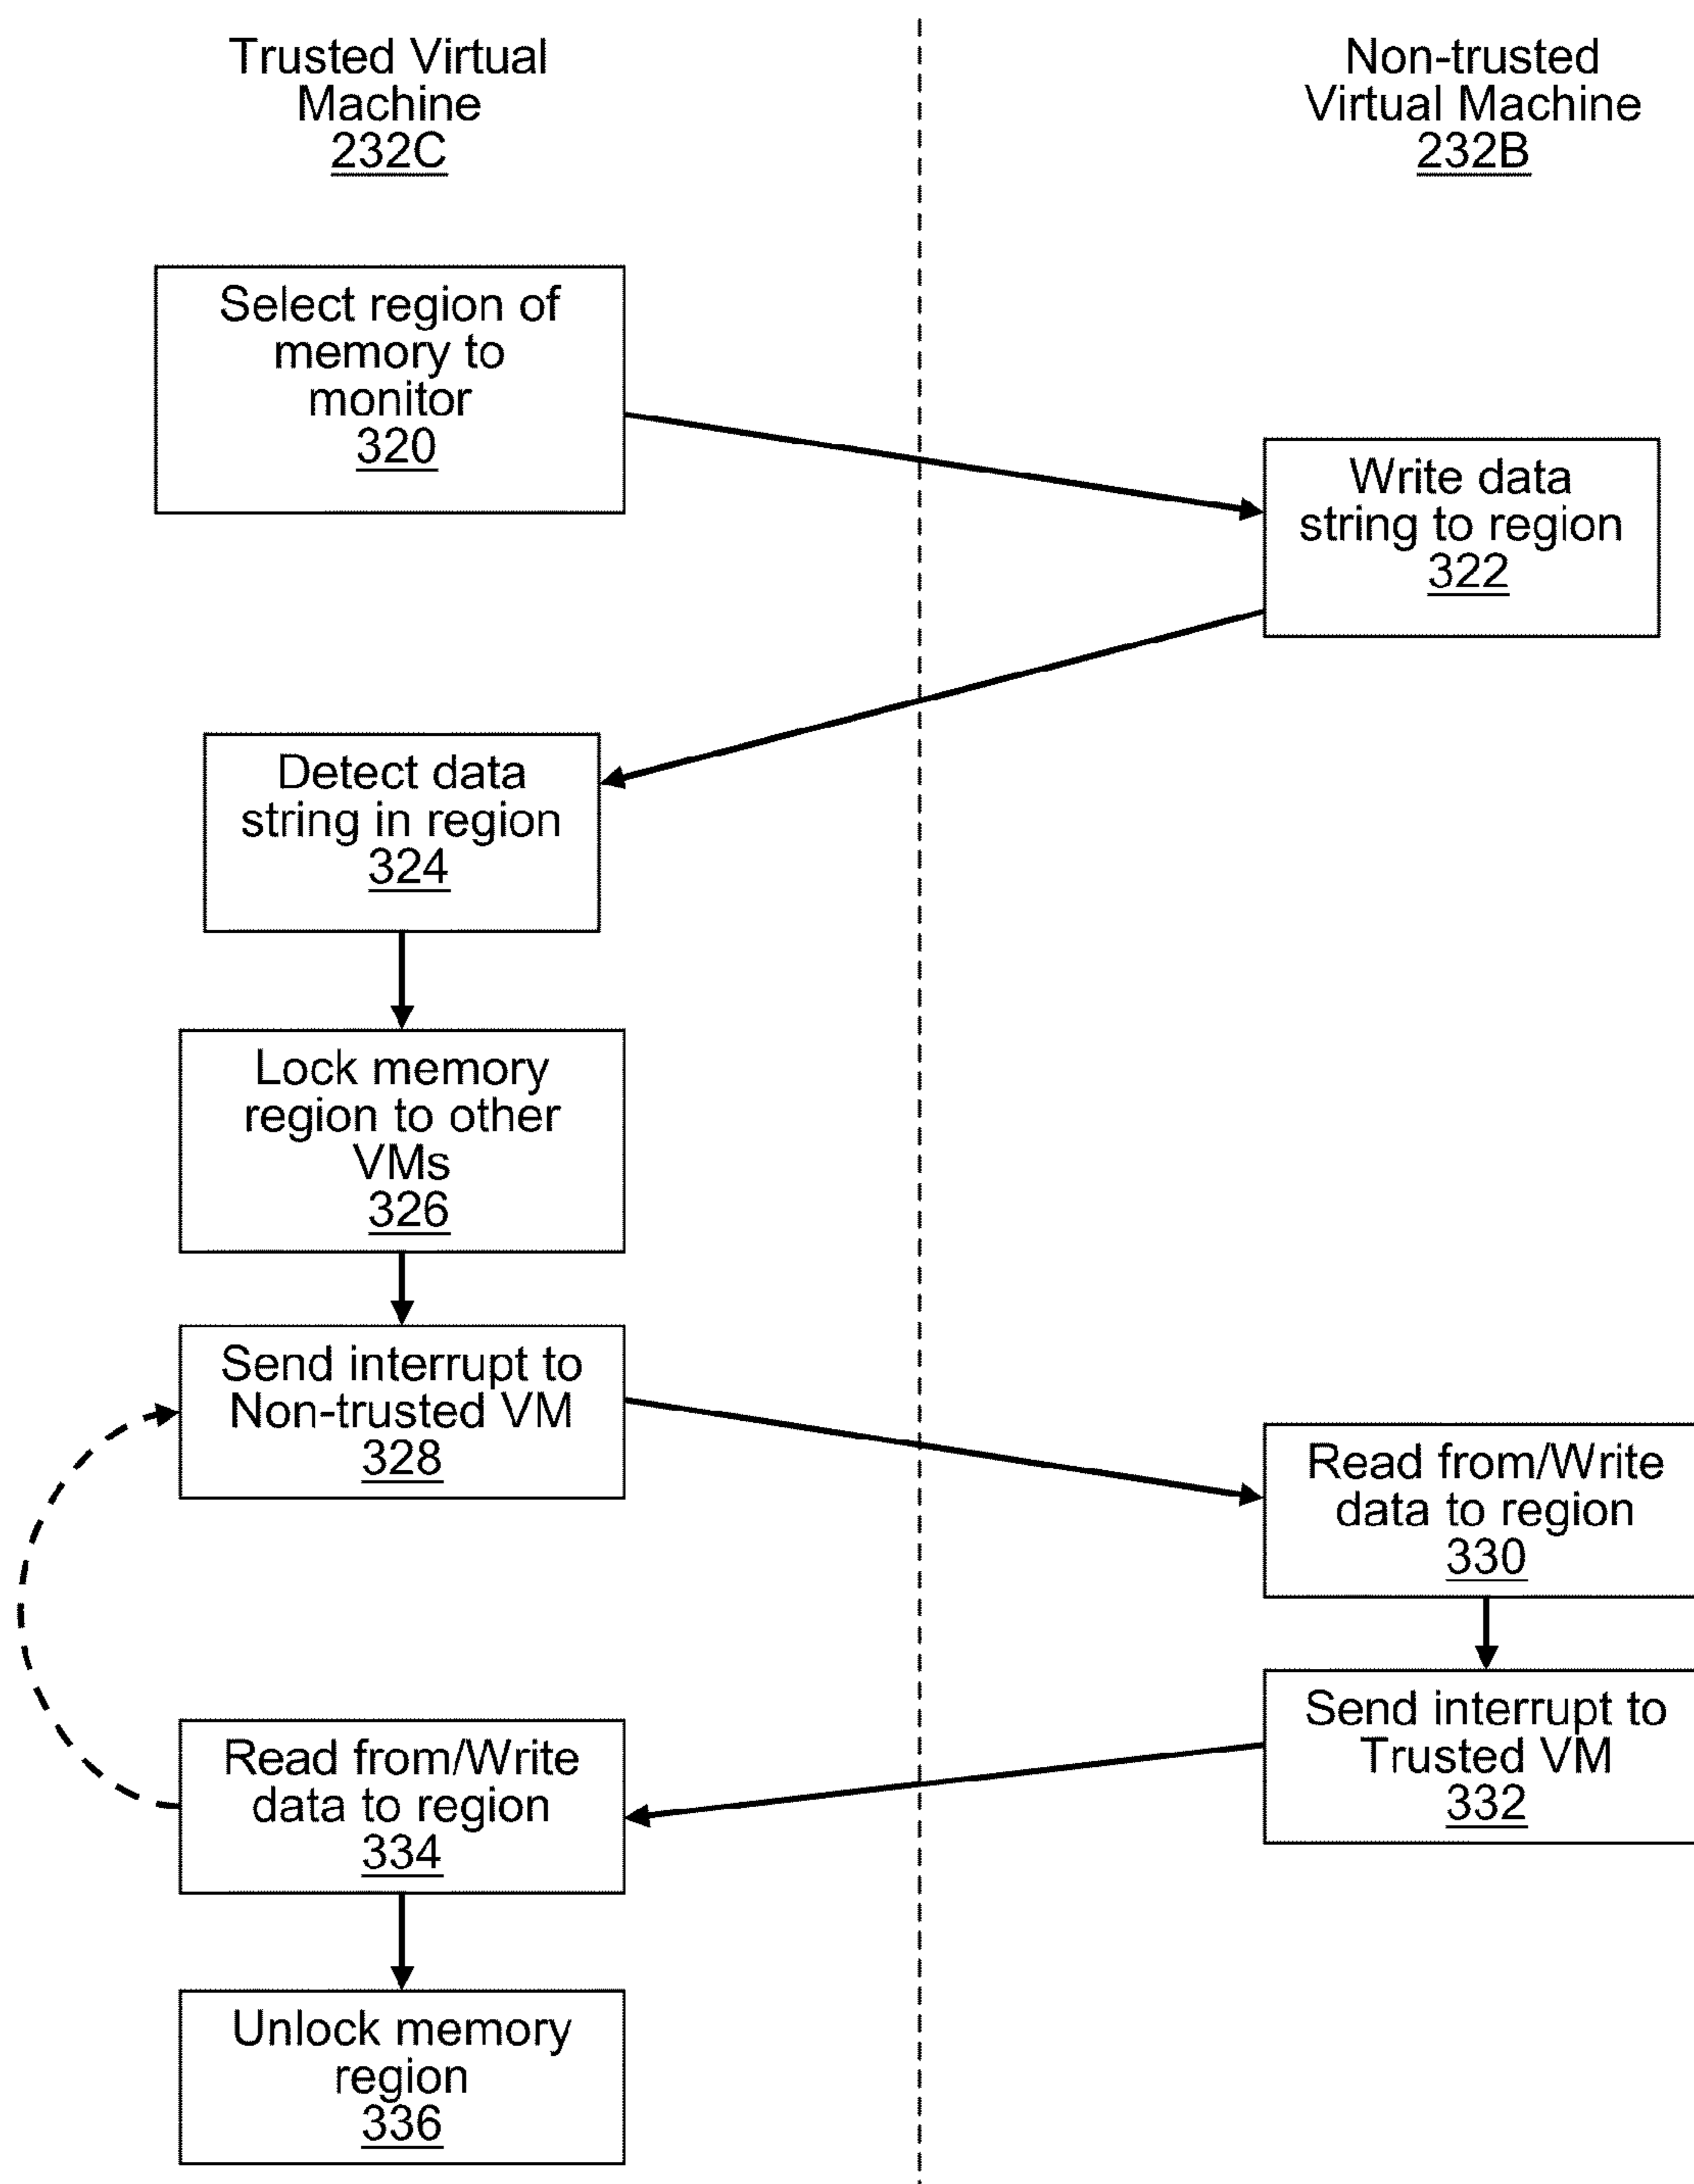 Trusted Virtual
Machine
232C
Non-trusted
Virtual Machine
232B
Select region of
memory to
monitor
320
Write data
string to region
322
Detect data
string in region
324
Lock memory
region to other
VMs
326
Send interrupt to
Non-trusted VM
328
Read from/Write
data to region
330
Send interrupt to
Trusted VM
332
Read from/Write
data to region
334
Unlock memory
region
336